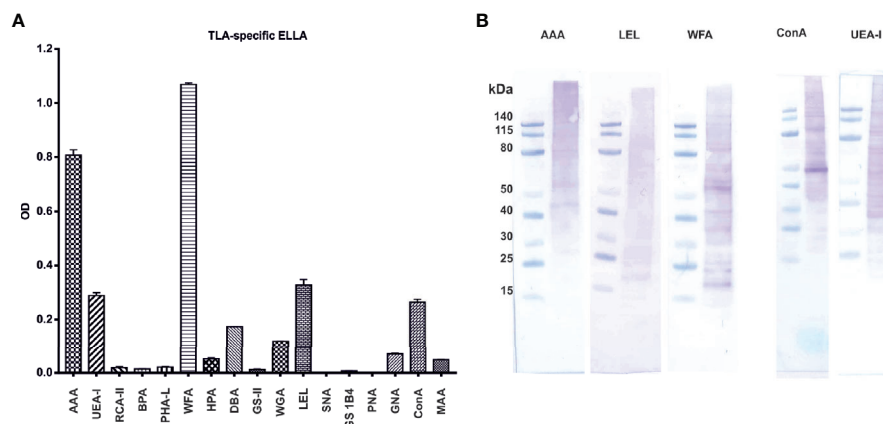 A
TLA-specific ELLA
1.2
1.0
0.8
0.6
0.4
0.2
0.0
OD
AAA
UEA-I
RCA-II
BPA
PHA-L
WFA
HPA
DBA
GS-II
WGA
LEL
SNA
GS 1B4
PNA
GNA
ConA
MAA
B
AAA LEL WFA ConA UEA-I
kDa
140
115
80
50
40
30
25
15